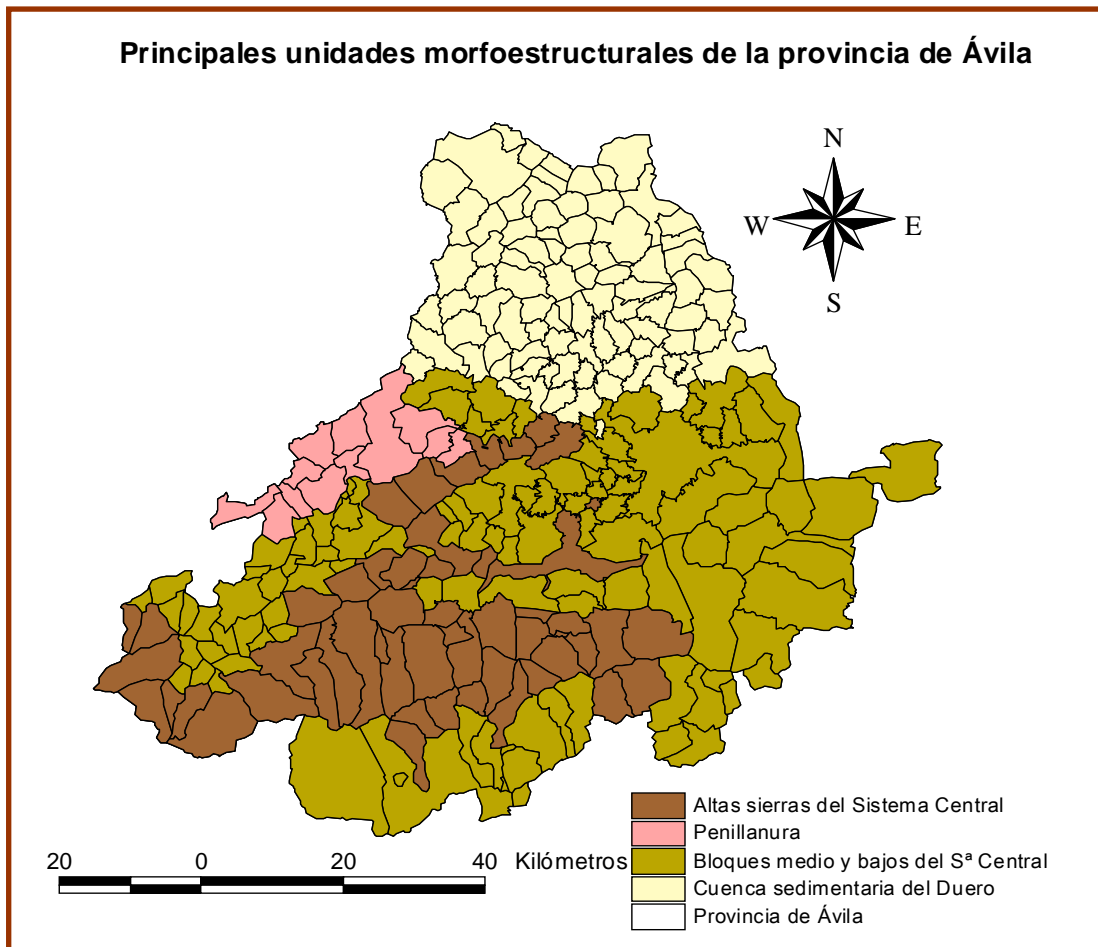 Principales unidades morfoestructurales de la provincia de Ávila
N
W E
S
Altas sierras del Sistema Central
Penillanura
Bloques medio y bajos del Sª Central
Cuenca sedimentaria del Duero
Provincia de Ávila
20 0 20 40 Kilómetros